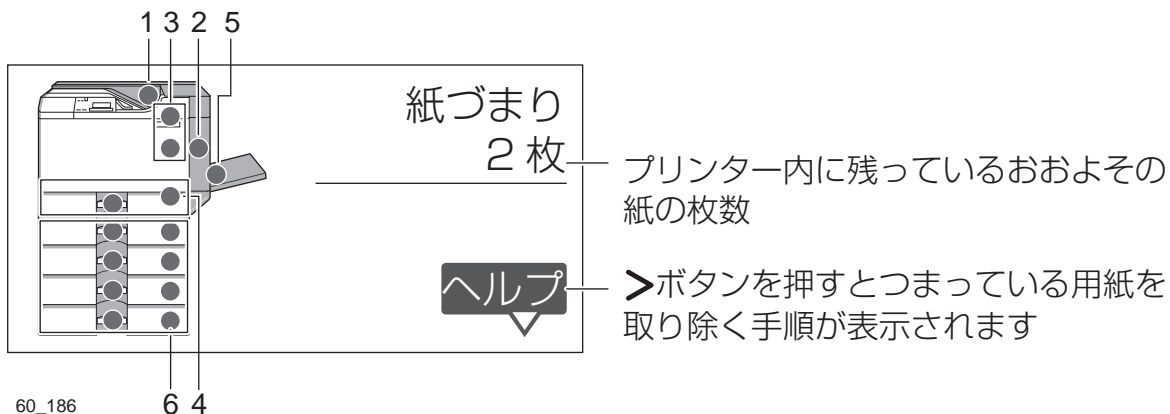 1 3 2 5
紙づまり
2枚
プリンター内に残っているおおよその
紙の枚数
ヘルプ
>ボタンを押すとつまっている用紙を
取り除く手順が表示されます
60_186
6 4